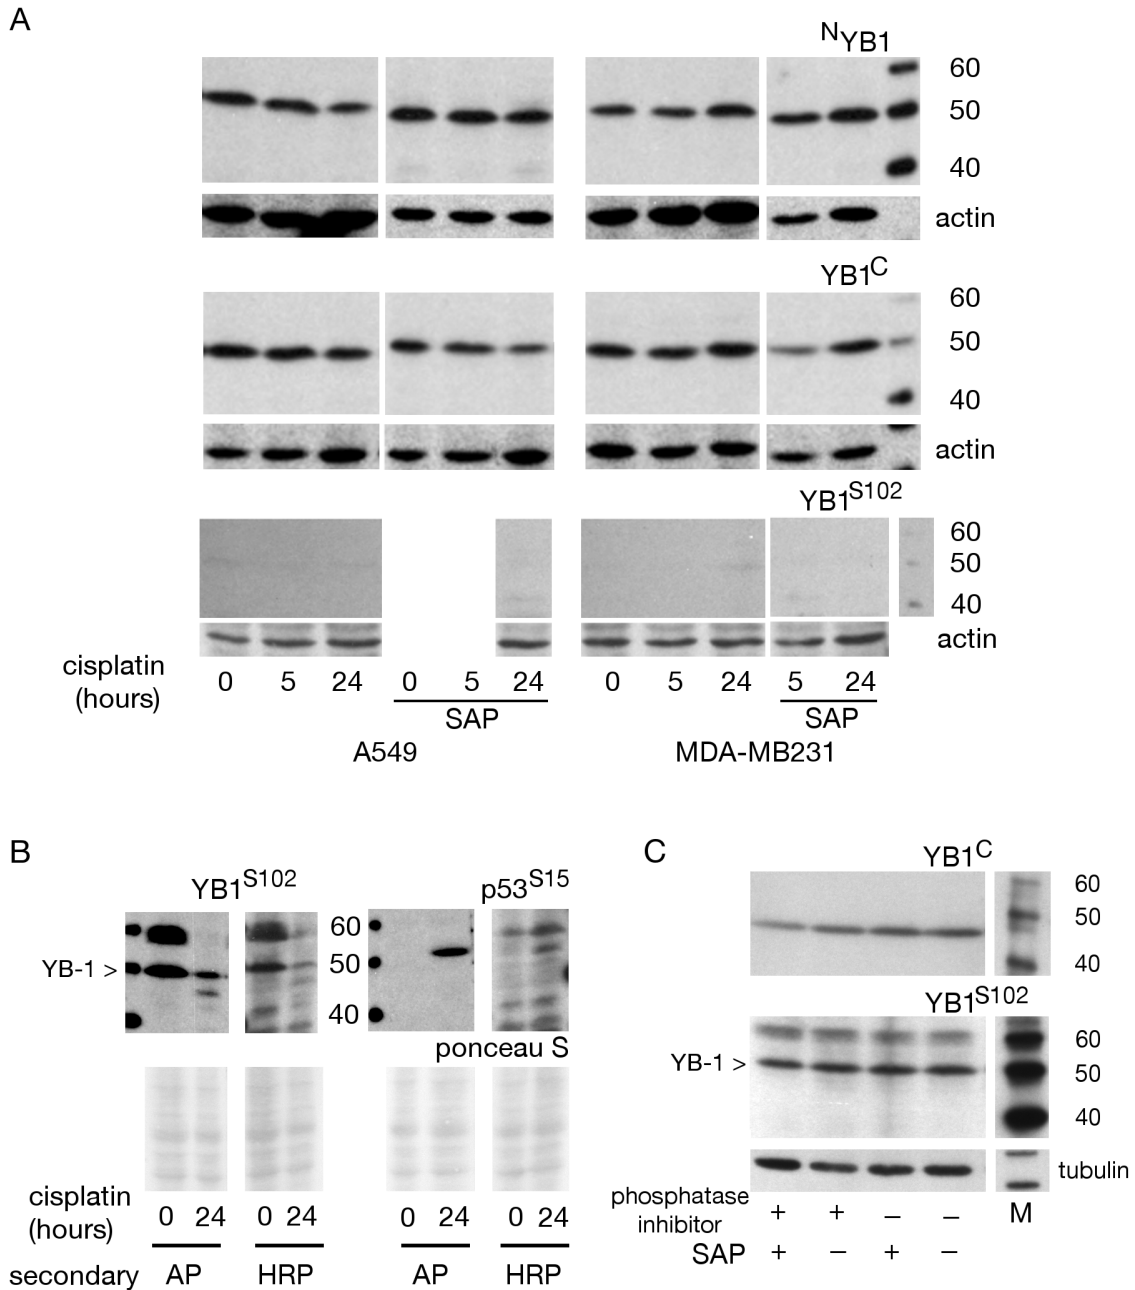 A
NYB1
60
50
40
actin
YB1C
60
50
40
actin
YB1S102
60
50
40
actin
cisplatin
(hours)
0 5 24 0 5 24 0 5 24 5 24
SAP SAP
A549 MDA-MB231
B
YB1S102 p53S15
60
YB-1 > 50
40
ponceau S
cisplatin
(hours)
0 24 0 24 0 24 0 24
secondary AP HRP AP HRP
C
YB1C
60
50
40
YB1S102
60
YB-1 > 50
40
tubulin
phosphatase
inhibitor + + – – M
SAP + – + –